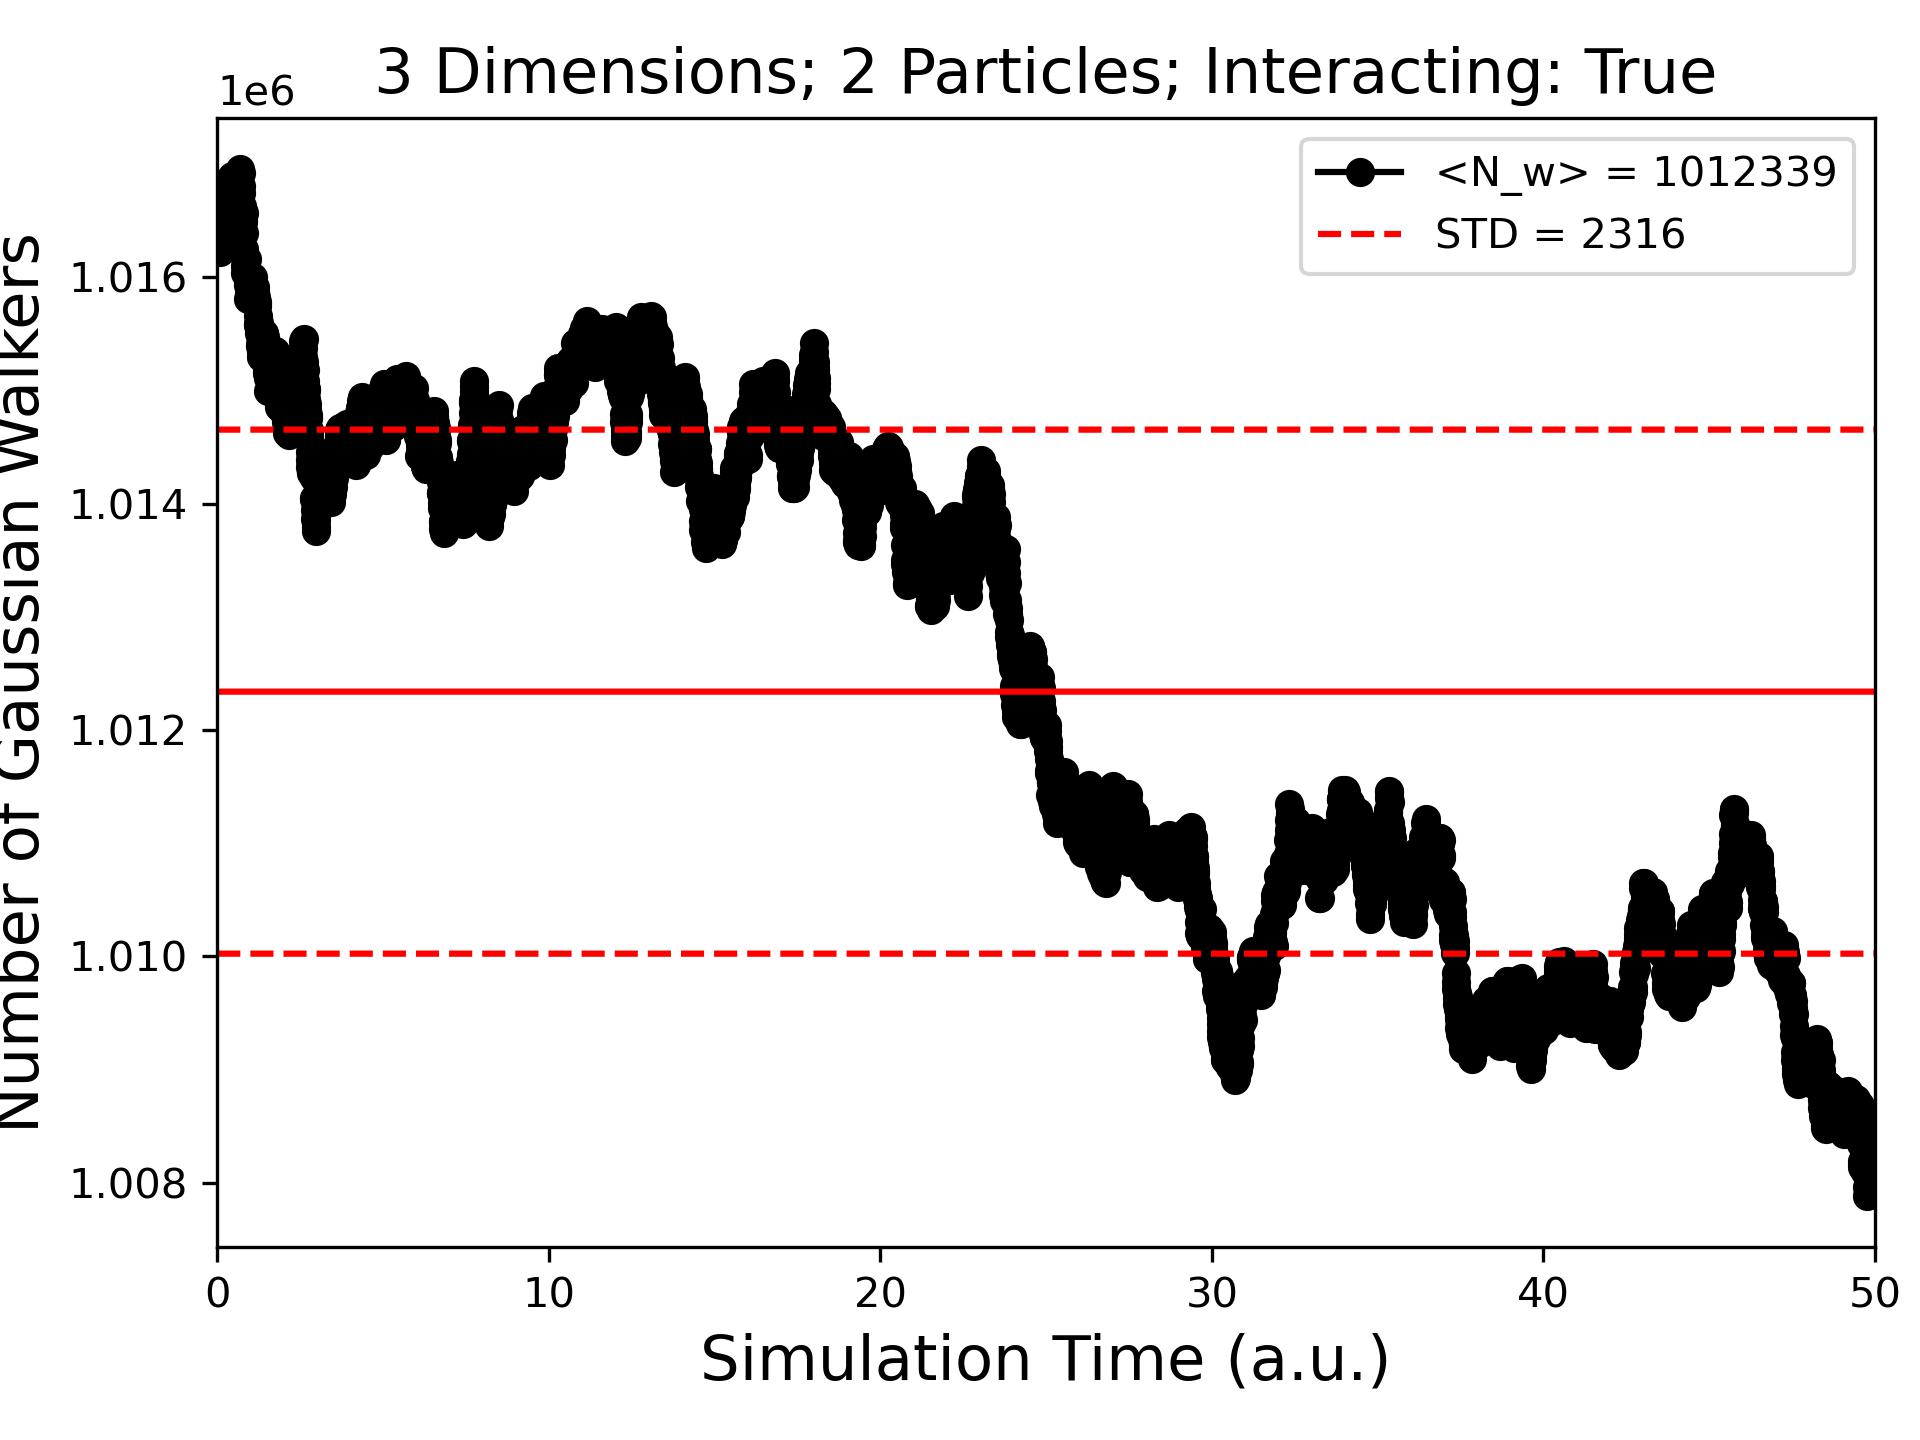 3 Dimensions; 2 Particles; Interacting: True
1e6
<N_w> = 1012339
STD = 2316
Number of Gaussian Walkers
1.016
1.014
1.012
1.010
1.008
0 10 20 30 40 50
Simulation Time (a.u.)